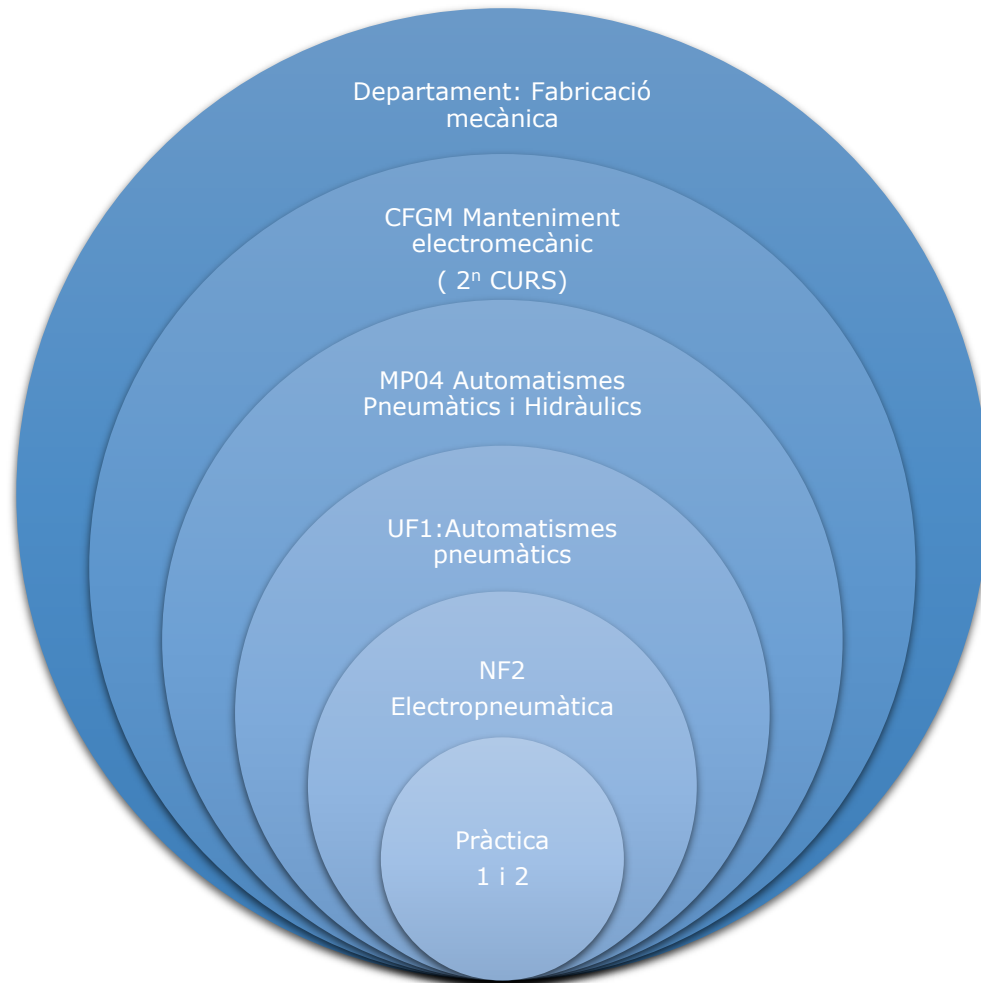 Departament: Fabricació
mecànica
CFGM Manteniment
electromecànic
( 2ⁿ CURS)
MP04 Automatismes
Pneumàtics i Hidràulics
UF1:Automatismes
pneumàtics
NF2
Electropneumàtica
Pràctica
1 i 2